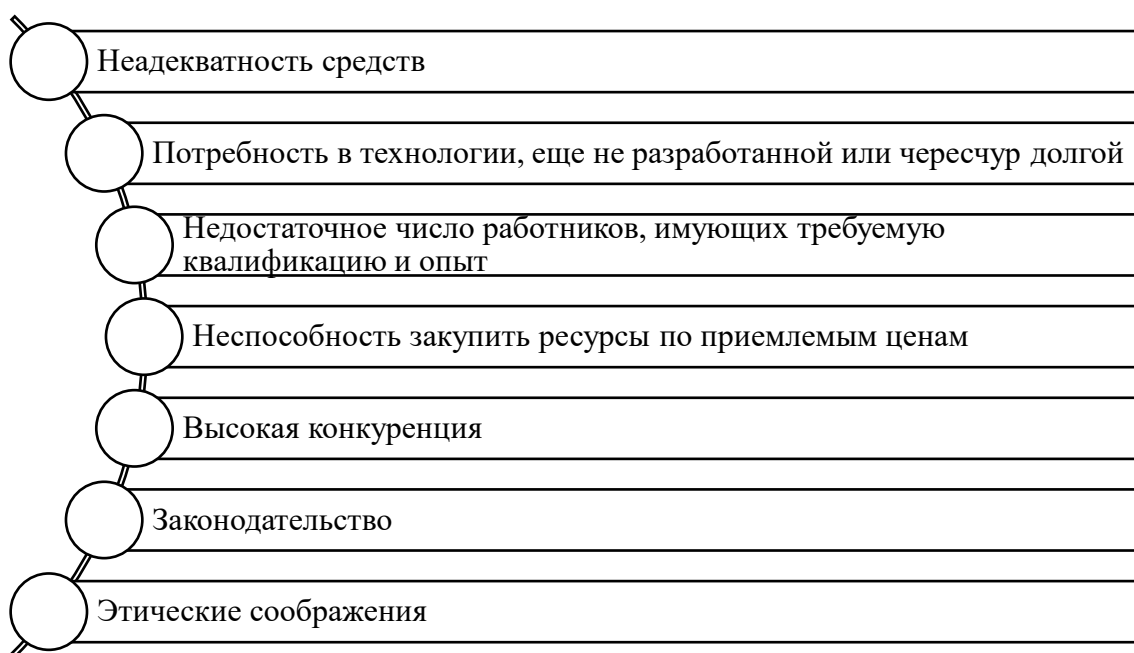 Неадекватность средств
Потребность в технологии, еще не разработанной или чересчур долгой
Недостаточное число работников, имующих требуемую
квалификацию и опыт
Неспособность закупить ресурсы по приемлемым ценам
Высокая конкуренция
Законодательство
Этические соображения